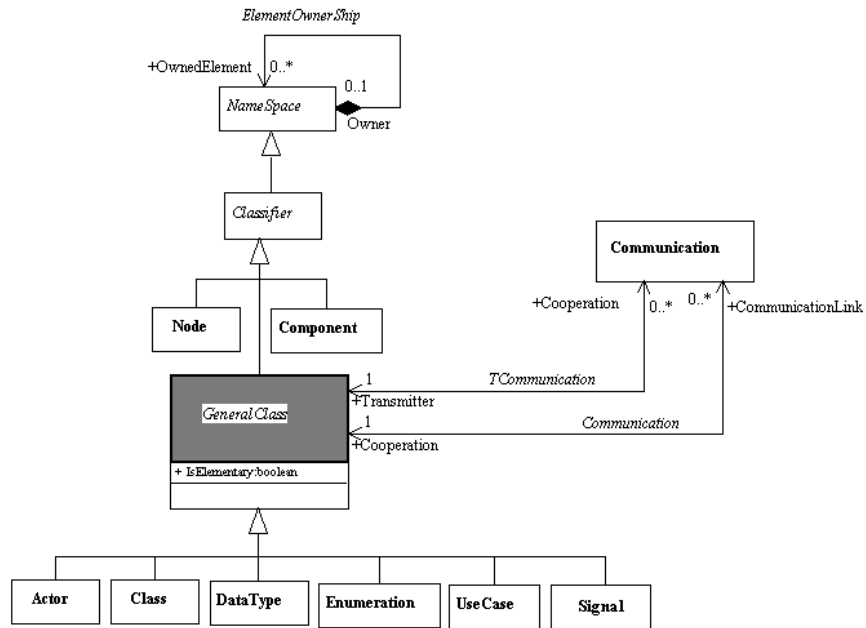 ElementOwnerShip
+OwnedElement
0..*
0..1
NameSpace
Owner
Classifier
Communication
Node
Component
+Cooperation
0..*
0..*
+CommunicationLink
GeneralClass
1
TCommunication
+Transmitter
1
Communication
+Cooperation
+ IsElementary:boolean
Actor
Class
DataType
Enumeration
UseCase
Signal